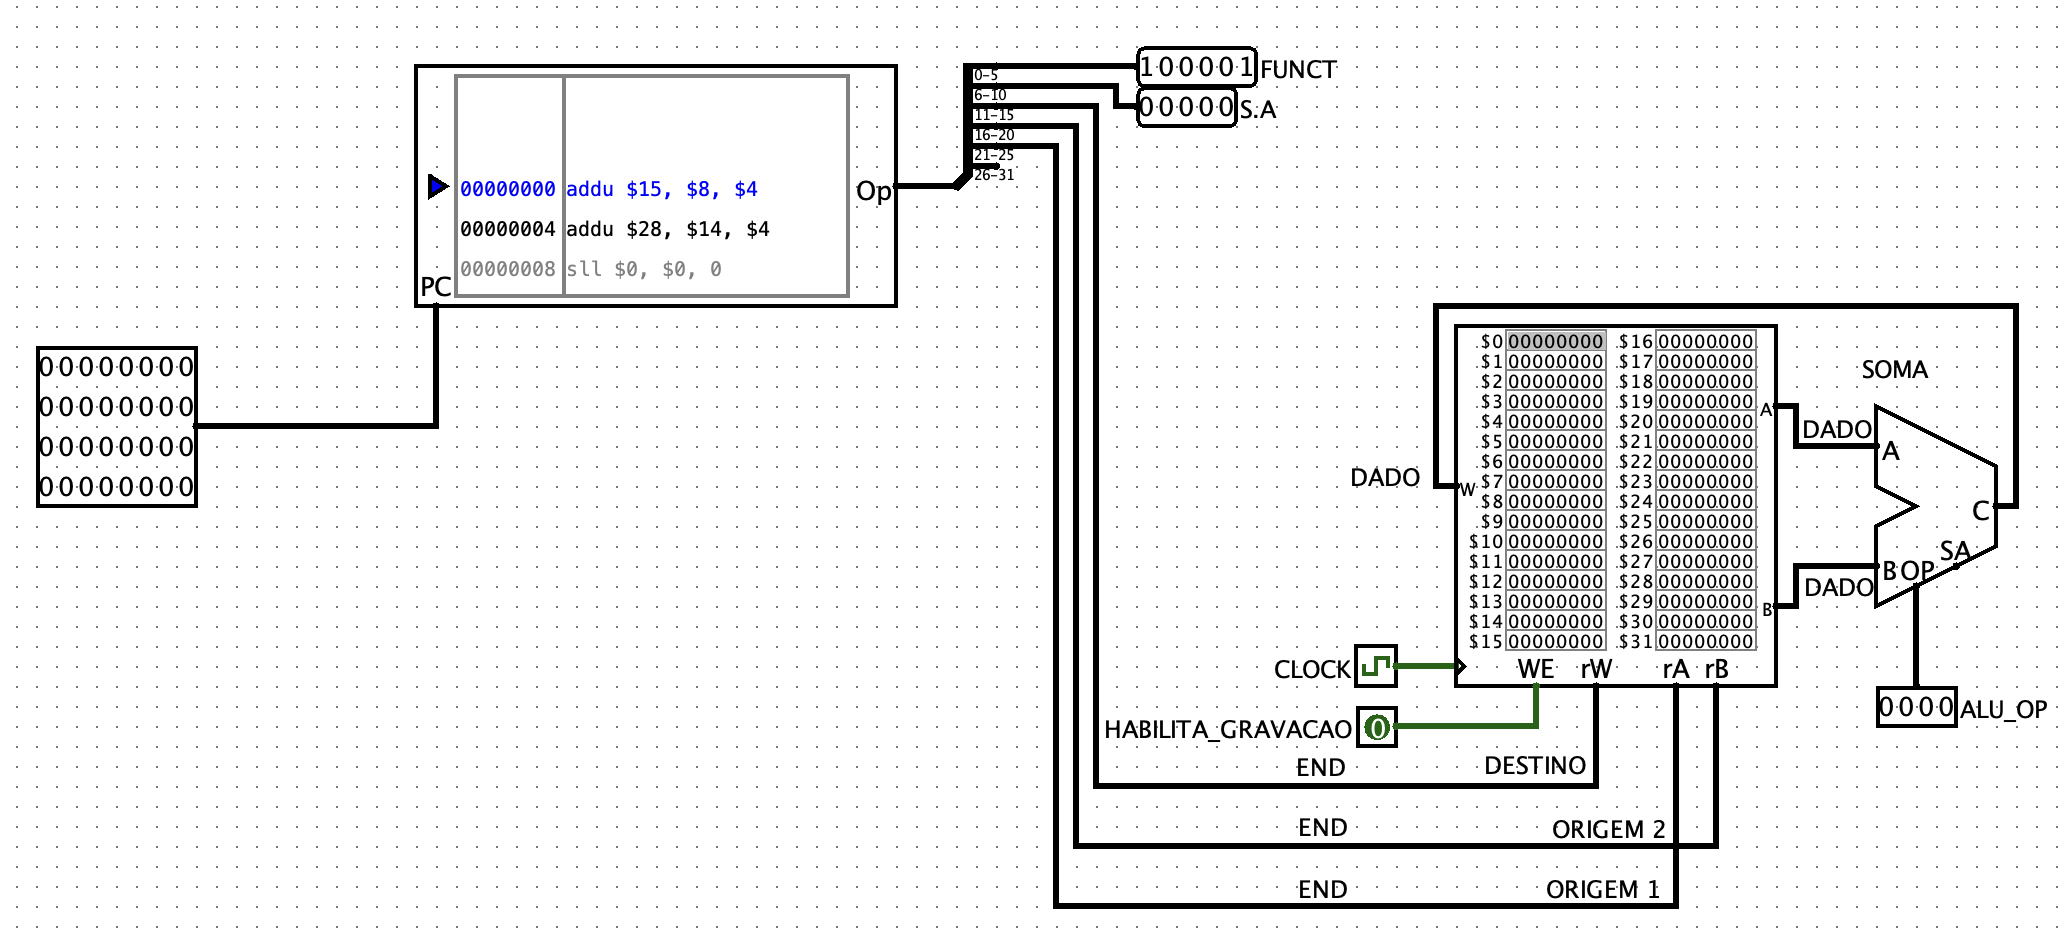 100001 FUNCT
0-5
6-10
00000 S.A
11-15
16-20
21-25
26-31
00000000 addu $15, $8, $4
Op
00000004 addu $28, $14, $4
00000008 sll $0, $0, 0
PC
00000000
00000000
00000000
00000000
$0 00000000 $16 00000000
$1 00000000 $17 00000000
$2 00000000 $18 00000000
$3 00000000 $19 00000000
$4 00000000 $20 00000000
$5 00000000 $21 00000000
$6 00000000 $22 00000000
$7 00000000 $23 00000000
$8 00000000 $24 00000000
$9 00000000 $25 00000000
$10 00000000 $26 00000000
$11 00000000 $27 00000000
$12 00000000 $28 00000000
$13 00000000 $29 00000000
$14 00000000 $30 00000000
$15 00000000 $31 00000000
A
B
W
DADO
WE rW rA rB
SOMA
DADO
A
C
SA
B OP
DADO
0000 ALU_OP
CLOCK
HABILITA_GRAVACAO 0
END DESTINO
END ORIGEM 2
END ORIGEM 1